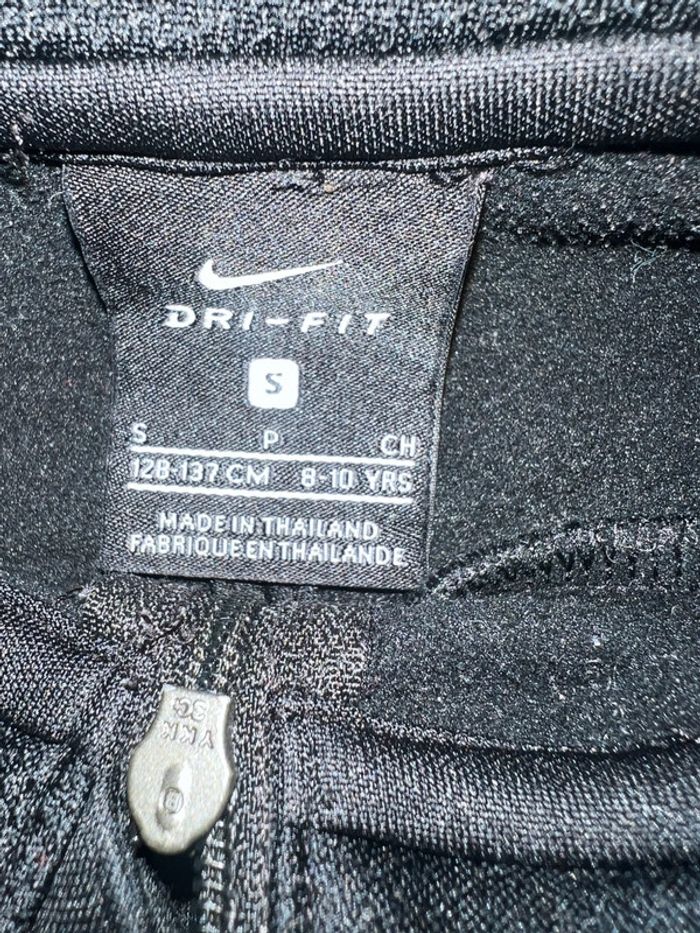 DRI-FIT
S
S P CH
128-137 CM 8-10 YRS
MADE IN THAILAND
FABRIQUE EN THAILANDE
YKK